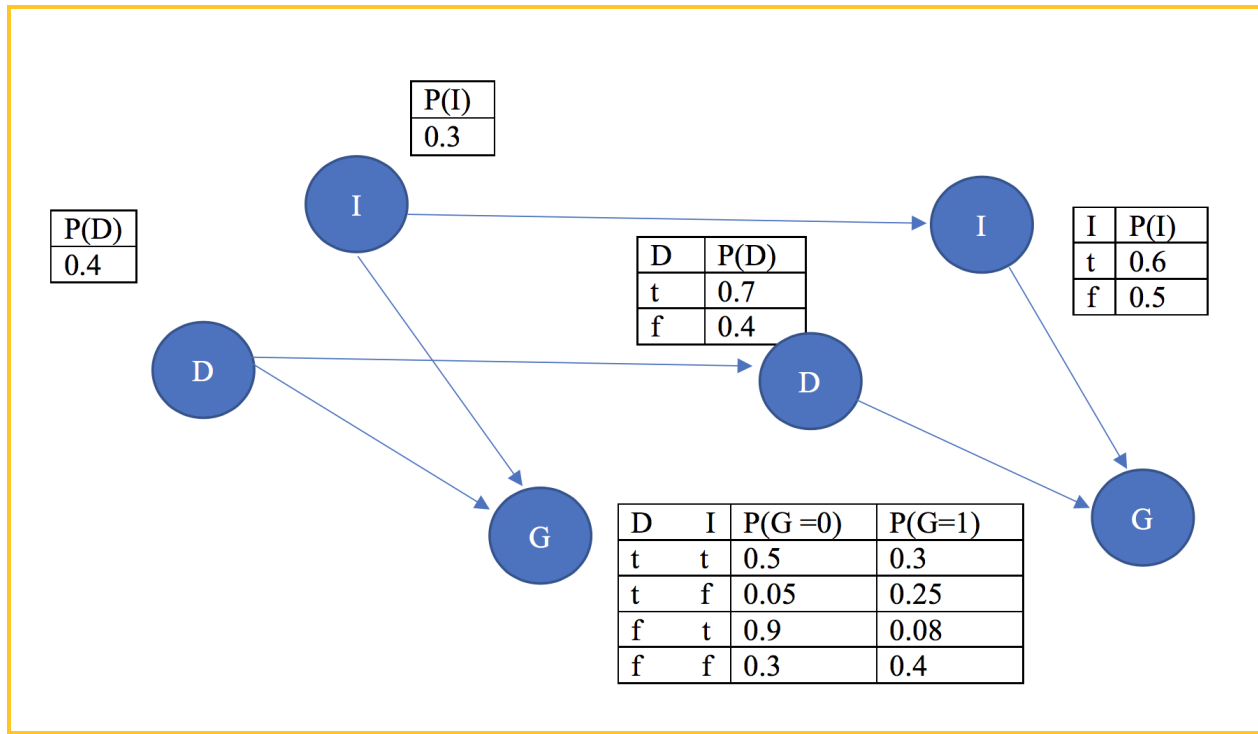 P(I)
0.3
I
P(D)
0.4
I
I P(I)
t 0.6
f 0.5
D P(D)
t 0.7
f 0.4
D
D
G
D I P(G =0) P(G=1)
t t 0.5 0.3
t f 0.05 0.25
f t 0.9 0.08
f f 0.3 0.4
G